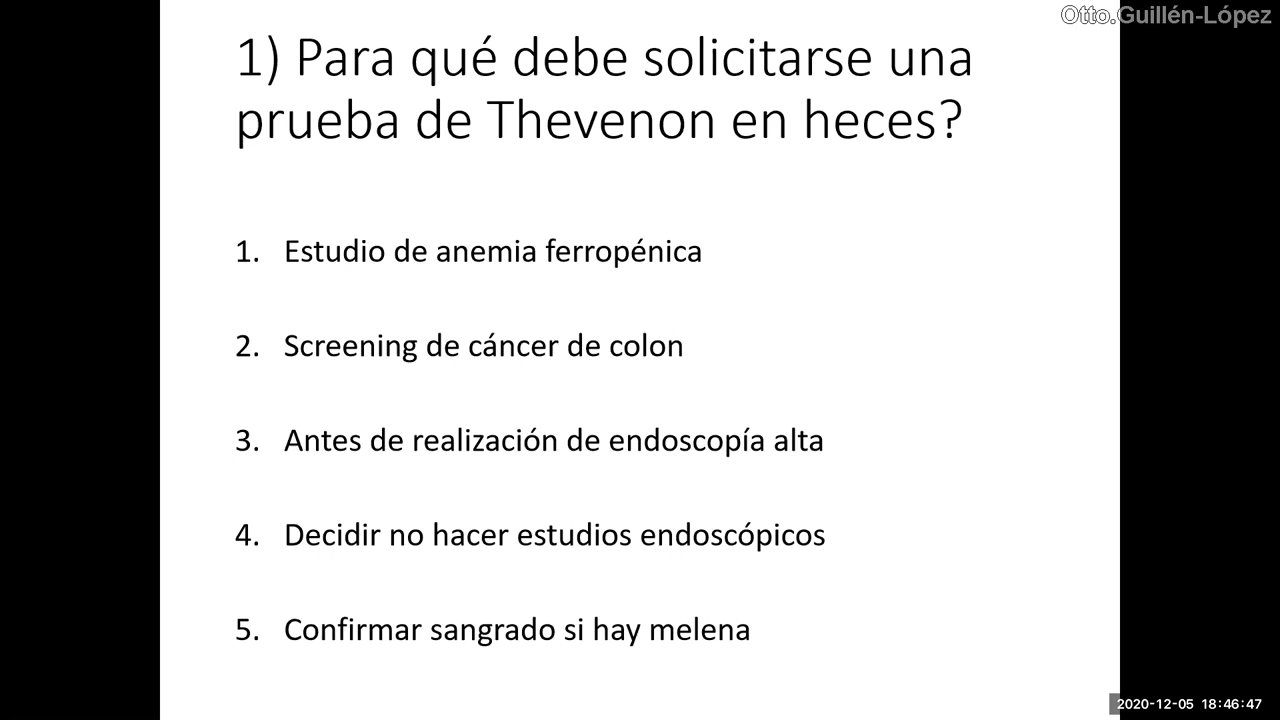 Otto.Guillén-López
1) Para qué debe solicitarse una
prueba de Thevenon en heces?
1. Estudio de anemia ferropénica
2. Screening de cáncer de colon
3. Antes de realización de endoscopía alta
4. Decidir no hacer estudios endoscópicos
5. Confirmar sangrado si hay melena
2020-12-05 18:46:47